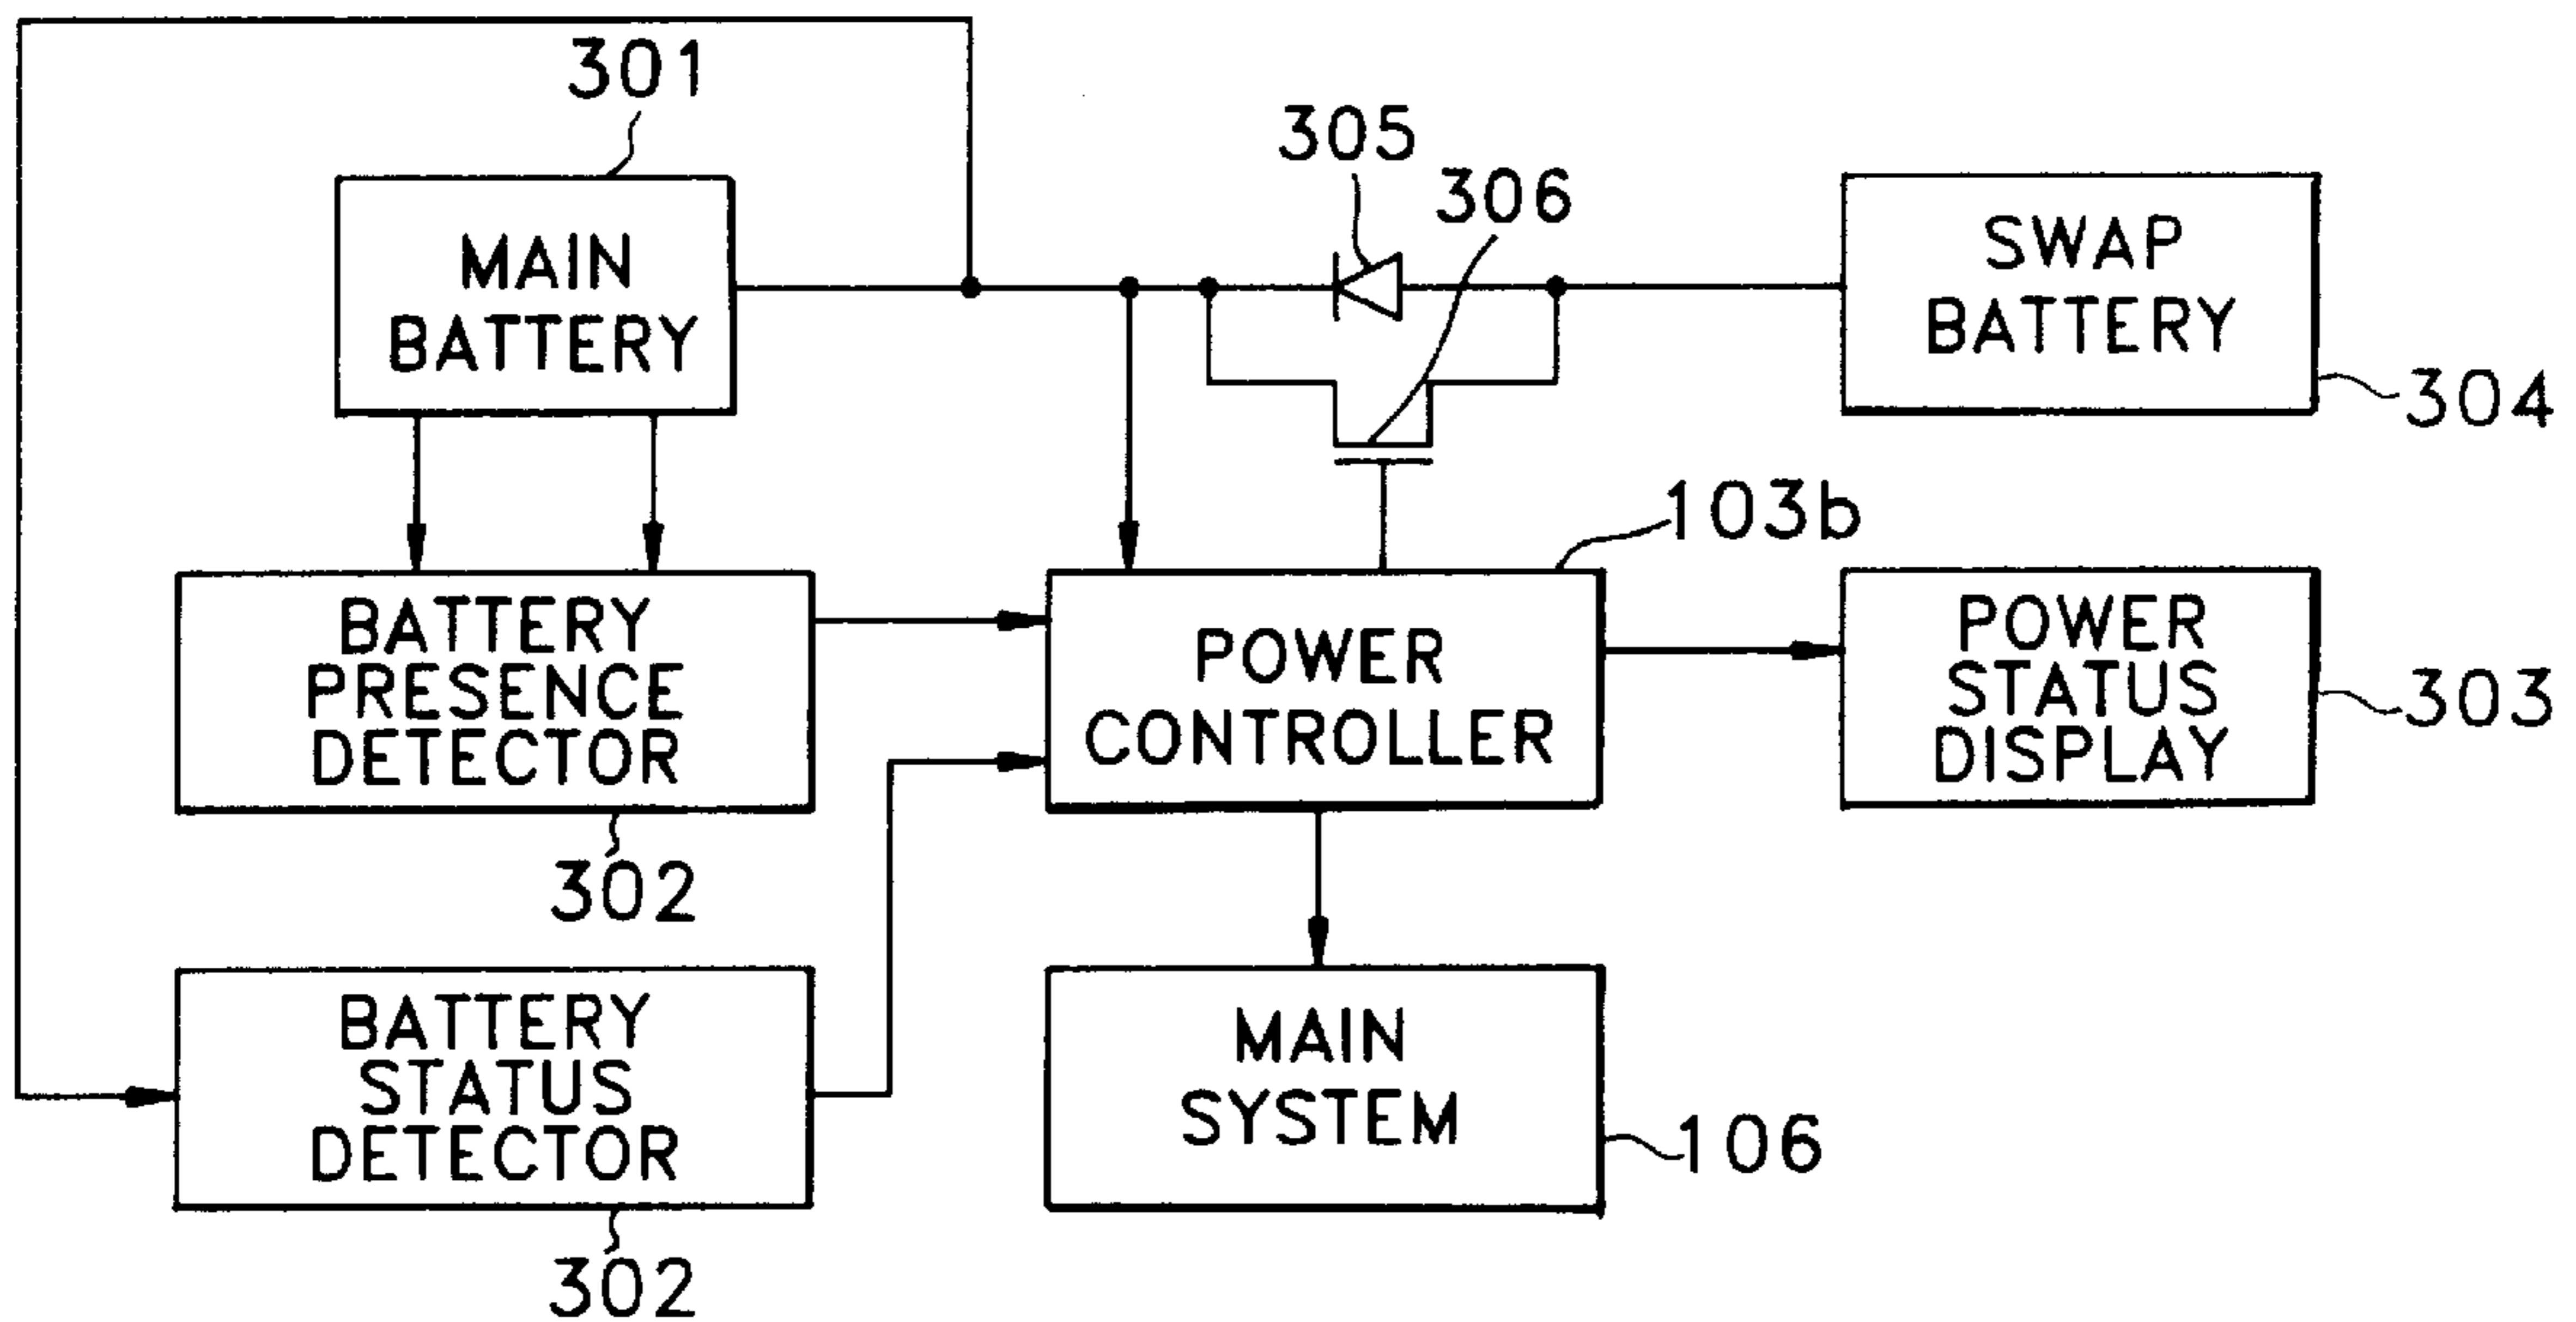 301
MAIN
BATTERY
305
306
SWAP
BATTERY
304
103b
BATTERY
PRESENCE
DETECTOR
302
POWER
CONTROLLER
POWER
STATUS
DISPLAY
303
BATTERY
STATUS
DETECTOR
302
MAIN
SYSTEM
106